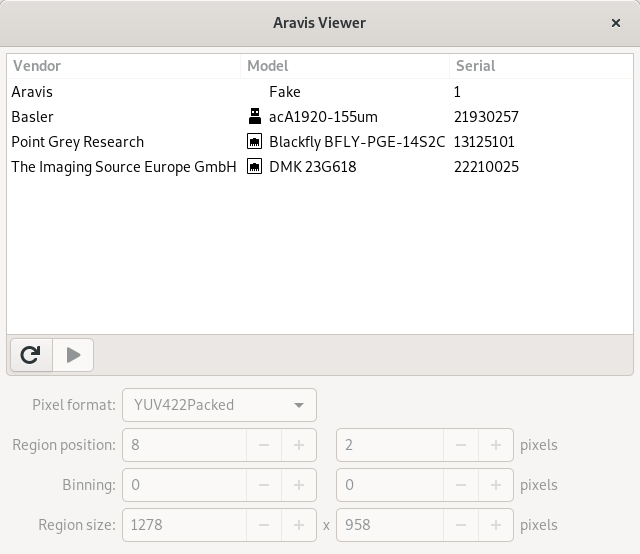 Aravis Viewer ×
Vendor Model Serial
Aravis Fake 1
Basler acA1920-155um 21930257
Point Grey Research Blackfly BFLY-PGE-14S2C 13125101
The Imaging Source Europe GmbH DMK 23G618 22210025
Pixel format: YUV422Packed
Region position: 8 − + 2 − + pixels
Binning: 0 − + 0 − + pixels
Region size: 1278 − + x 958 − + pixels